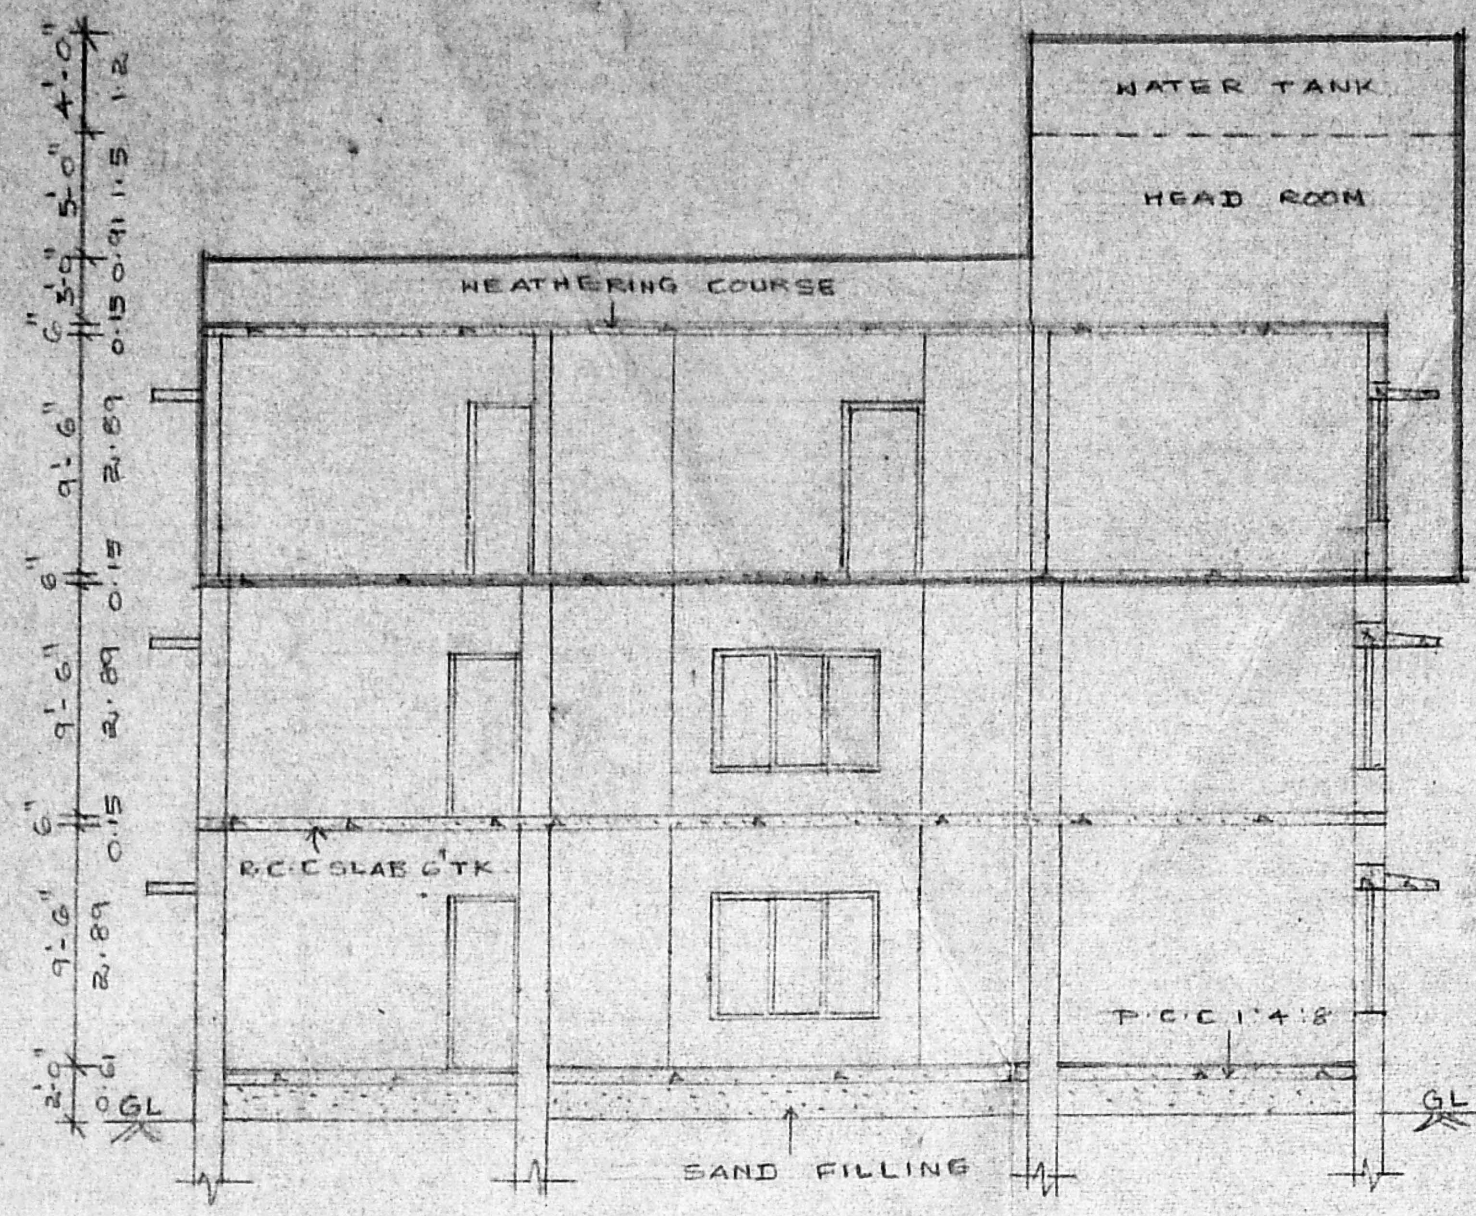 4'-0"
1.2
5'-0"
1.5
3'-9"
0.91
6"
0.15
9'-6"
2.89
6"
0.15
9'-6"
2.89
6"
0.15
9'-6"
2.89
2'-0"
0.61
WATER TANK
HEAD ROOM
WEATHERING COURSE
R.C.C SLAB 6"TK
P.C.C 1:4:8
GL
GL
SAND FILLING